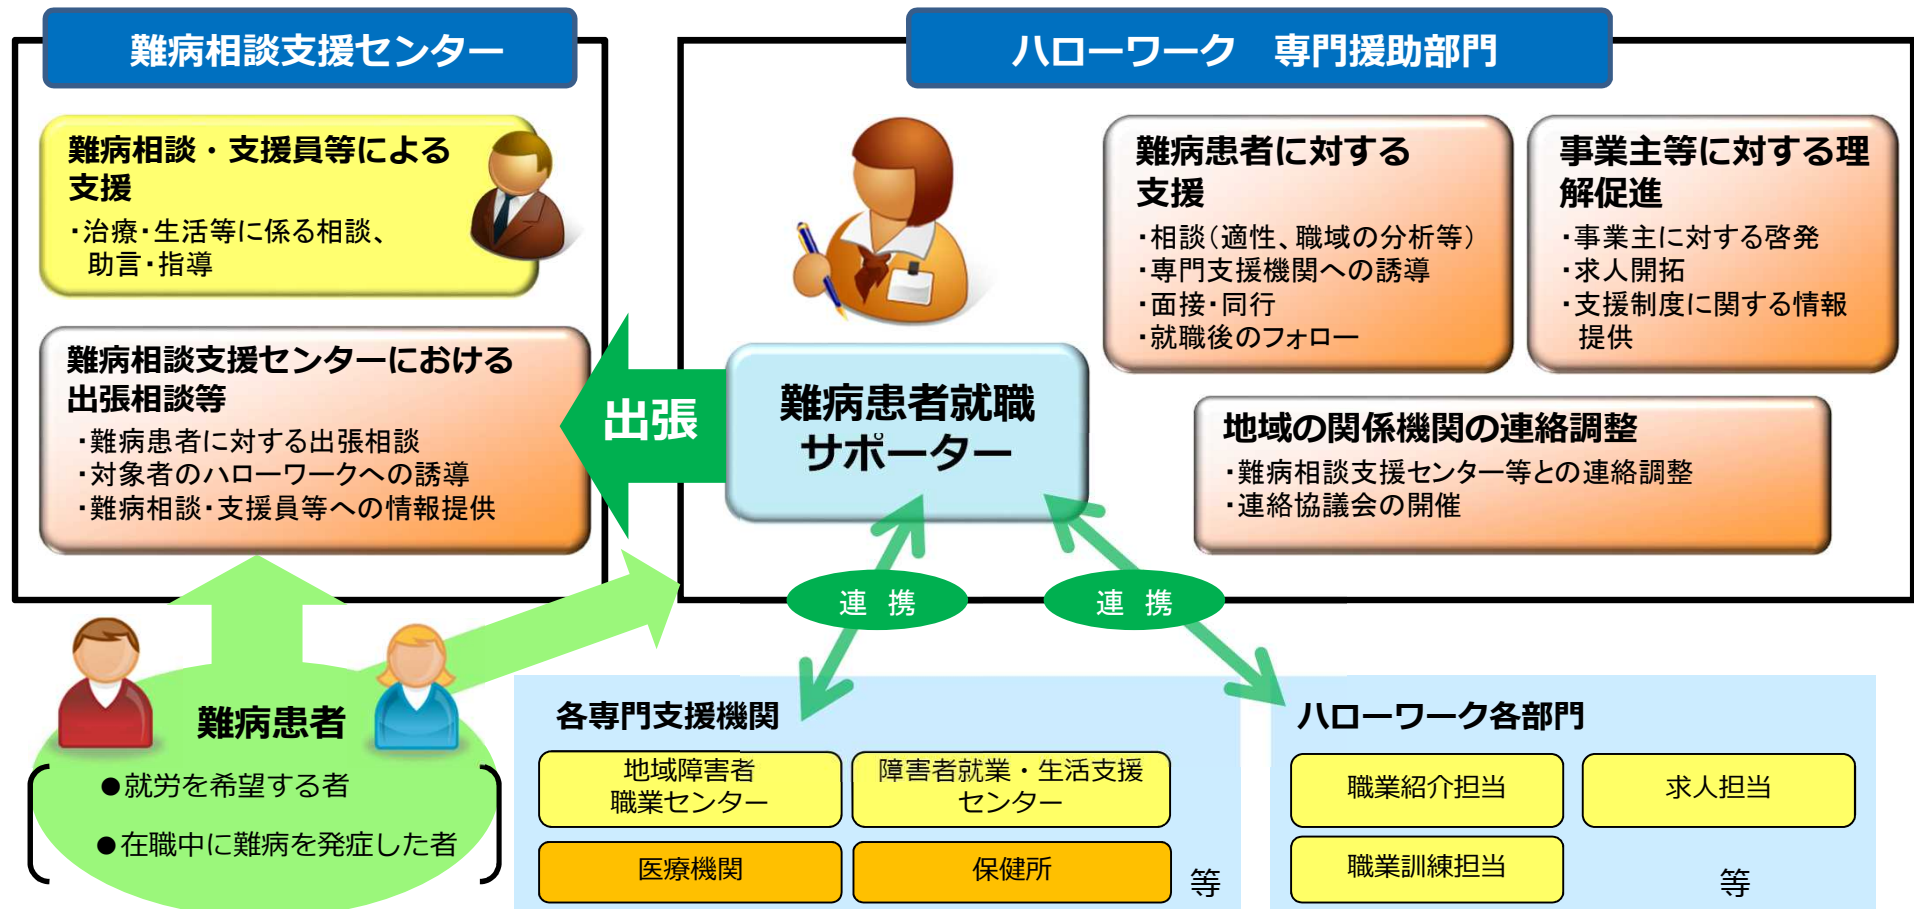 難病相談支援センター
難病相談・支援員等による
支援
・治療・生活等に係る相談、
助言・指導
難病相談支援センターにおける
出張相談等
・難病患者に対する出張相談
・対象者のハローワークへの誘導
・難病相談・支援員等への情報提供
出張
ハローワーク　専門援助部門
難病患者就職
サポーター
難病患者に対する
支援
・相談（適性、職域の分析等）
・専門支援機関への誘導
・面接・同行
・就職後のフォロー
事業主等に対する理
解促進
・事業主に対する啓発
・求人開拓
・支援制度に関する情報
提供
地域の関係機関の連絡調整
・難病相談支援センター等との連絡調整
・連絡協議会の開催
連 携
連 携
難病患者
●就労を希望する者
●在職中に難病を発症した者
各専門支援機関
地域障害者
職業センター
障害者就業・生活支援
センター
医療機関
保健所
等
ハローワーク各部門
職業紹介担当
求人担当
職業訓練担当
等